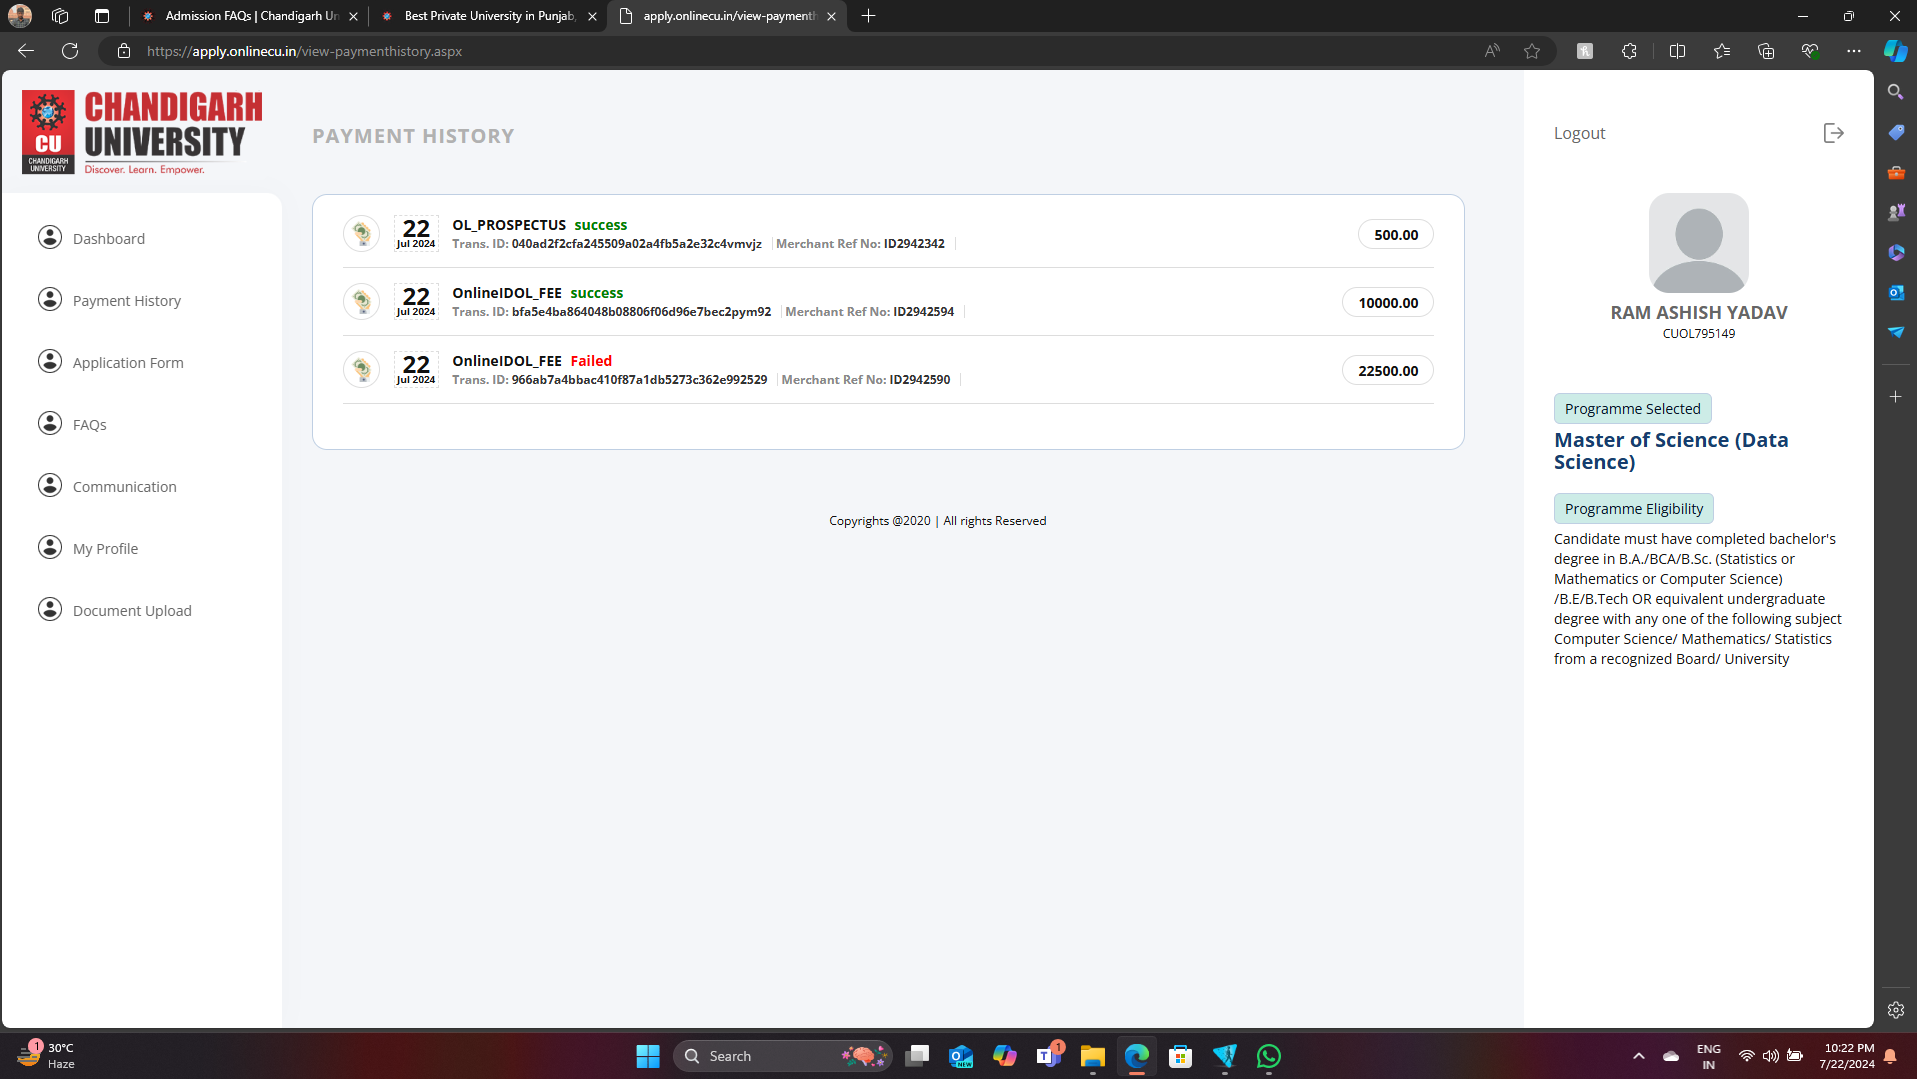 Admission FAQs | Chandigarh Un
Best Private University in Punjab,
apply.onlinecu.in/view-paymenth
https://apply.onlinecu.in/view-paymenthistory.aspx
CU
CHANDIGARH
UNIVERSITY
CHANDIGARH
UNIVERSITY
Discover. Learn. Empower.
Dashboard
Payment History
Application Form
FAQs
Communication
My Profile
Document Upload
PAYMENT HISTORY
22
Jul 2024
OL_PROSPECTUS success
Trans. ID: 040ad2f2cfa245509a02a4fb5a2e32c4vmvjz
Merchant Ref No: ID2942342
500.00
22
Jul 2024
OnlineIDOL_FEE success
Trans. ID: bfa5e4ba864048b08806f06d96e7bec2pym92
Merchant Ref No: ID2942594
10000.00
22
Jul 2024
OnlineIDOL_FEE Failed
Trans. ID: 966ab7a4bbac410f87a1db5273c362e992529
Merchant Ref No: ID2942590
22500.00
Copyrights @2020 | All rights Reserved
Logout
RAM ASHISH YADAV
CUOL795149
Programme Selected
Master of Science (Data
Science)
Programme Eligibility
Candidate must have completed bachelor's
degree in B.A./BCA/B.Sc. (Statistics or
Mathematics or Computer Science)
/B.E/B.Tech OR equivalent undergraduate
degree with any one of the following subject
Computer Science/ Mathematics/ Statistics
from a recognized Board/ University
1
30°C
Haze
Search
NEW
1
ENG
IN
10:22 PM
7/22/2024